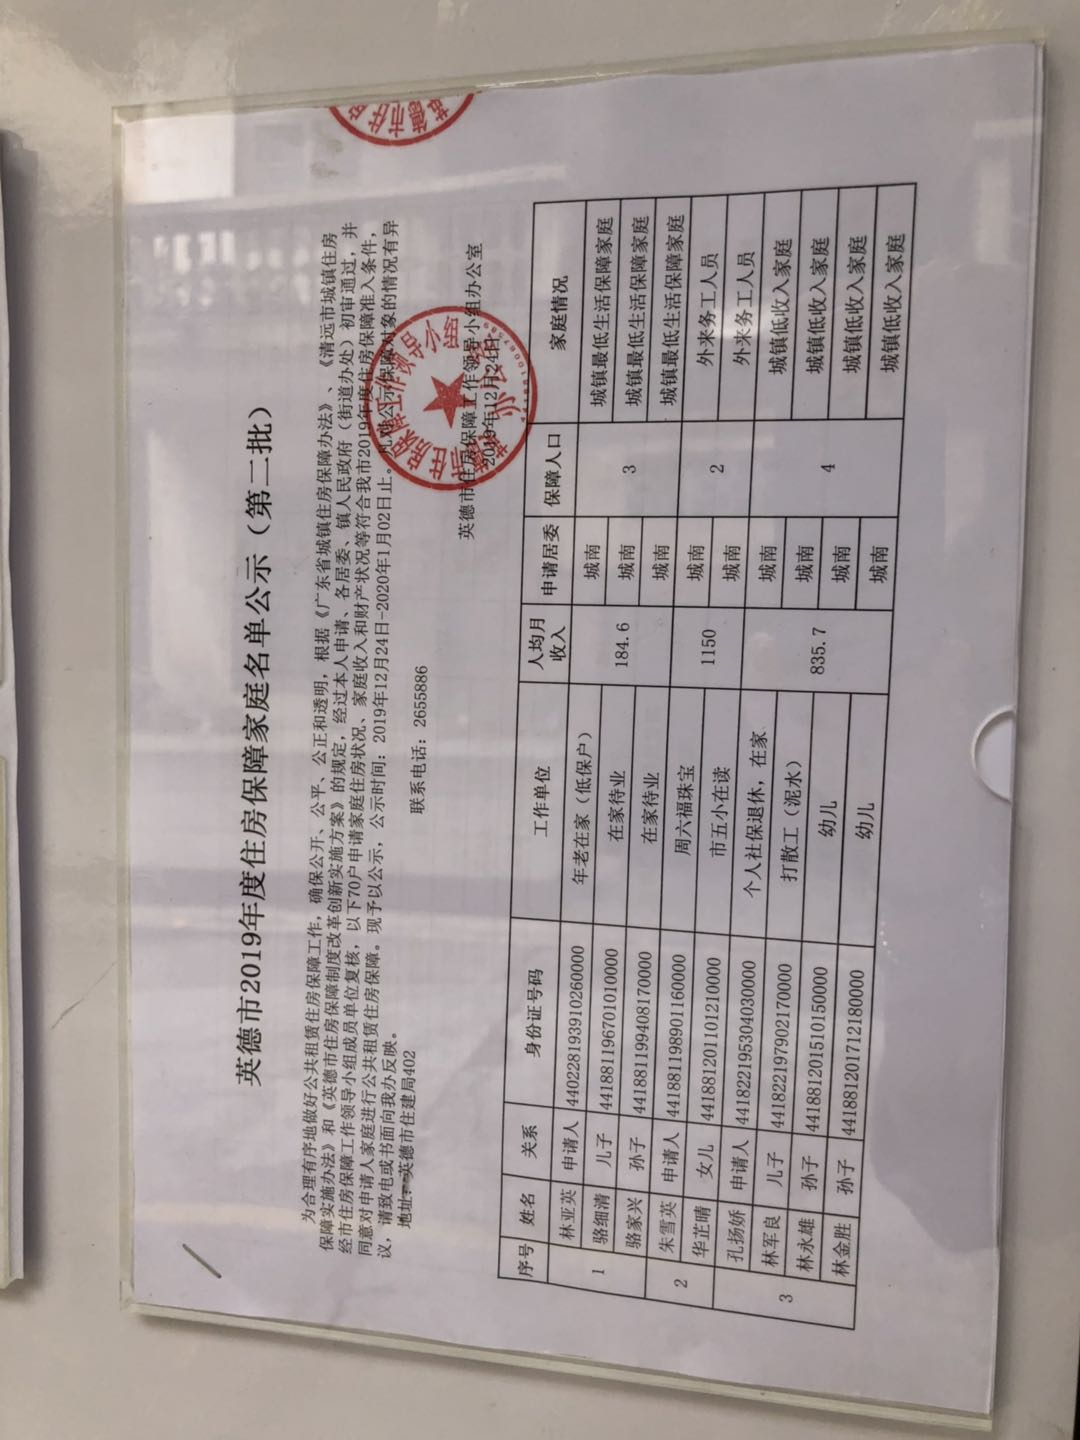 英德市2019年度住房保障家庭名单公示（第二批）
为合理有序地做好公共租赁住房保障工作，确保公开、公平、公正和透明，根据《广东省城镇住房保障办法》、《清远市城镇住房
保障实施办法》和《英德市住房保障制度改革创新实施方案》的规定，经过本人申请、各居委、镇人民政府（街道办处）初审通过，并
经市住房保障工作领导小组成员单位复核，以下70户申请家庭住房状况、家庭收入和财产状况等符合我市2019年度住房保障准入条件，
同意对申请人家庭进行公共租赁住房保障。现予以公示，公示时间：2019年12月24日-2020年1月02日止。凡对公示保障对象的情况有异
议，请致电或书面向我办反映。
地址：英德市住建局402 联系电话：2655886
英德市住房保障工作领导小组办公室
2019年12月24日
序号 姓名 关系 身份证号码 工作单位 人均月收入 申请居委 保障人口 家庭情况
1 林亚英 申请人 440228193910260000 年老在家（低保户） 184.6 城南 3 城镇最低生活保障家庭
骆细清 儿子 441881196701010000 在家待业 城南 城镇最低生活保障家庭
骆家兴 孙子 441881199408170000 在家待业 城南 城镇最低生活保障家庭
2 朱雪英 申请人 441881198901160000 周六福珠宝 1150 城南 2 外来务工人员
华芷晴 女儿 441881201101210000 市五小在读 城南 外来务工人员
3 孔扬娇 申请人 441822195304030000 个人社保退休，在家 835.7 城南 4 城镇低收入家庭
林军良 儿子 441822197902170000 打散工（泥水） 城南 城镇低收入家庭
林永雄 孙子 441881201510150000 幼儿 城南 城镇低收入家庭
林金胜 孙子 441881201712180000 幼儿 城南 城镇低收入家庭